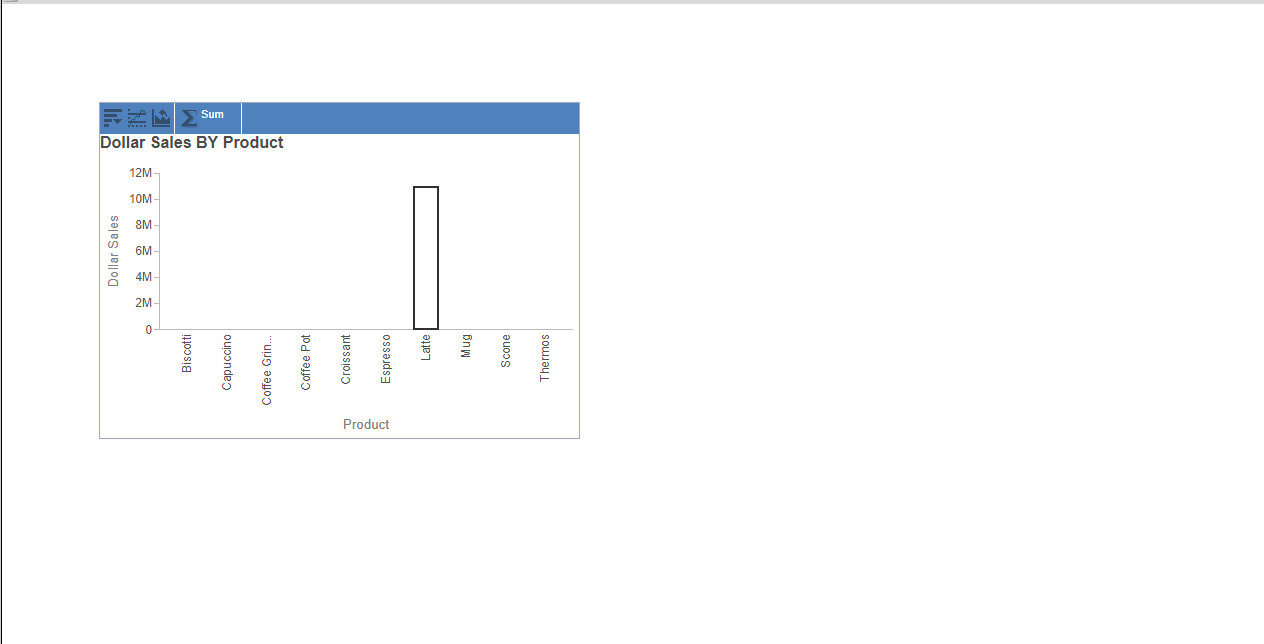 Sum
Dollar Sales BY Product
12M
10M
8M
6M
4M
2M
0
Dollar Sales
Biscotti
Capuccino
Coffee Grin...
Coffee Pot
Croissant
Espresso
Latte
Mug
Scone
Thermos
Product